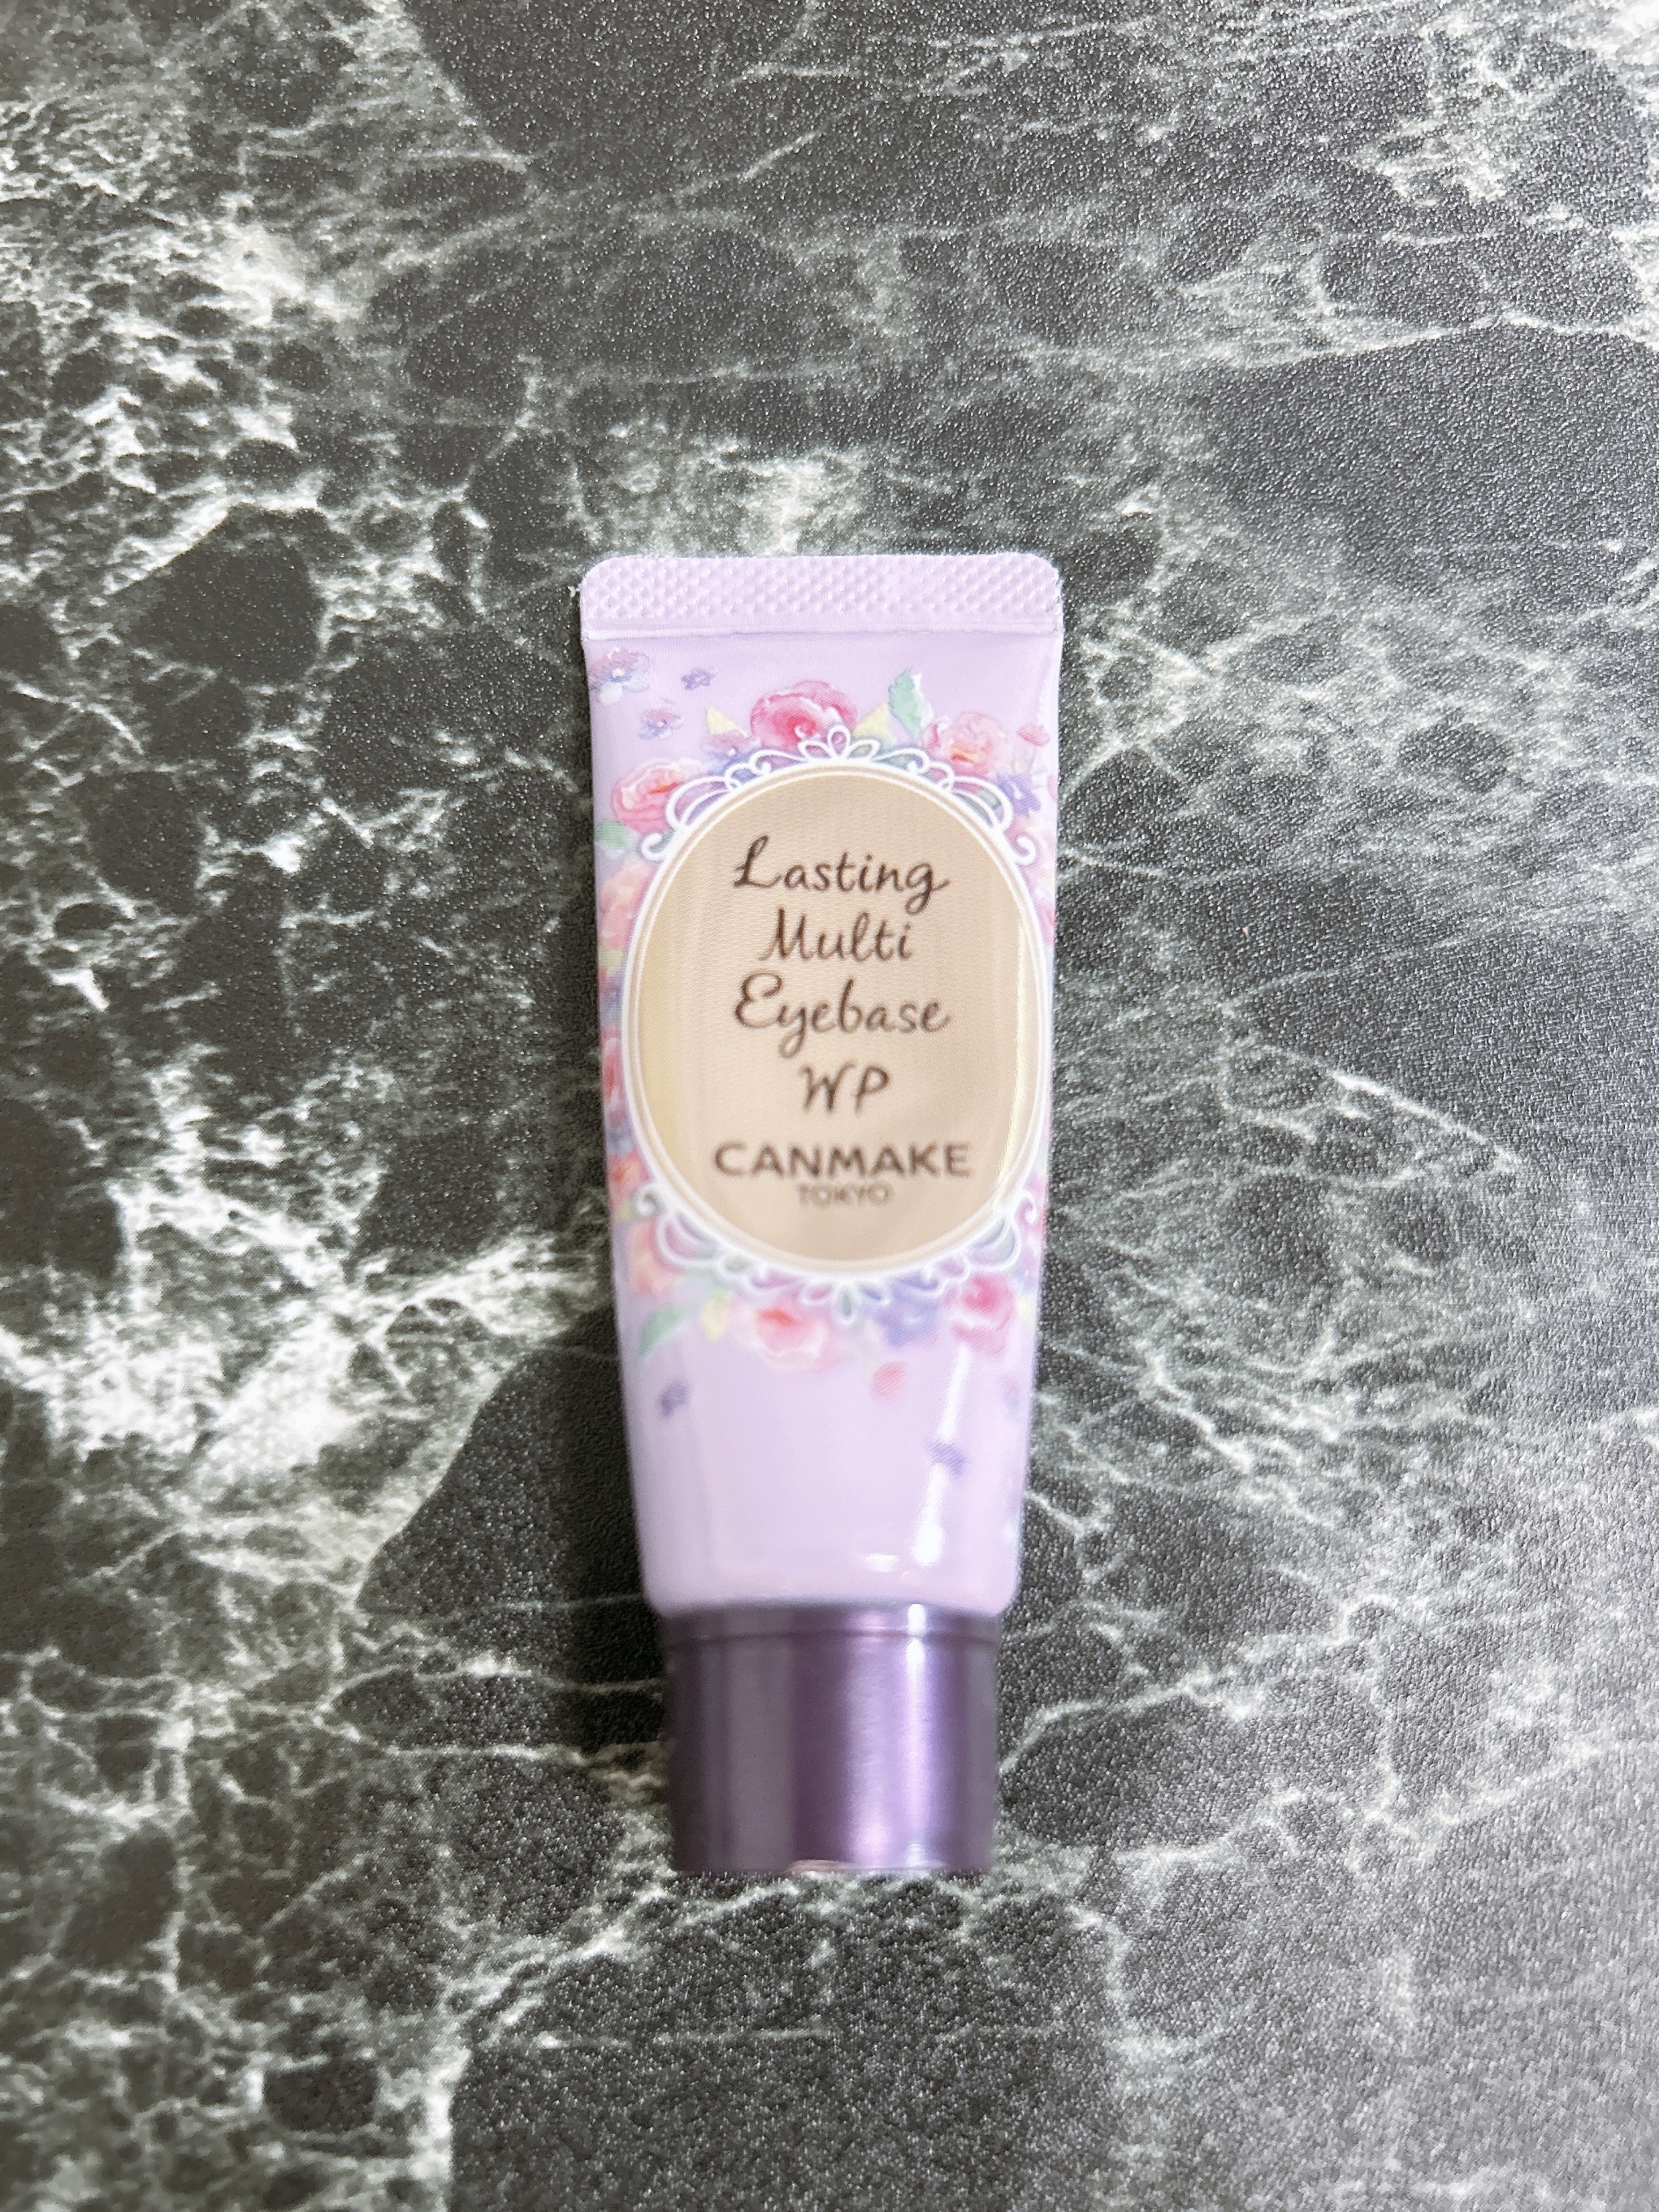 Lasting
Multi
Eyebase
WP
CANMAKE
TOKYO